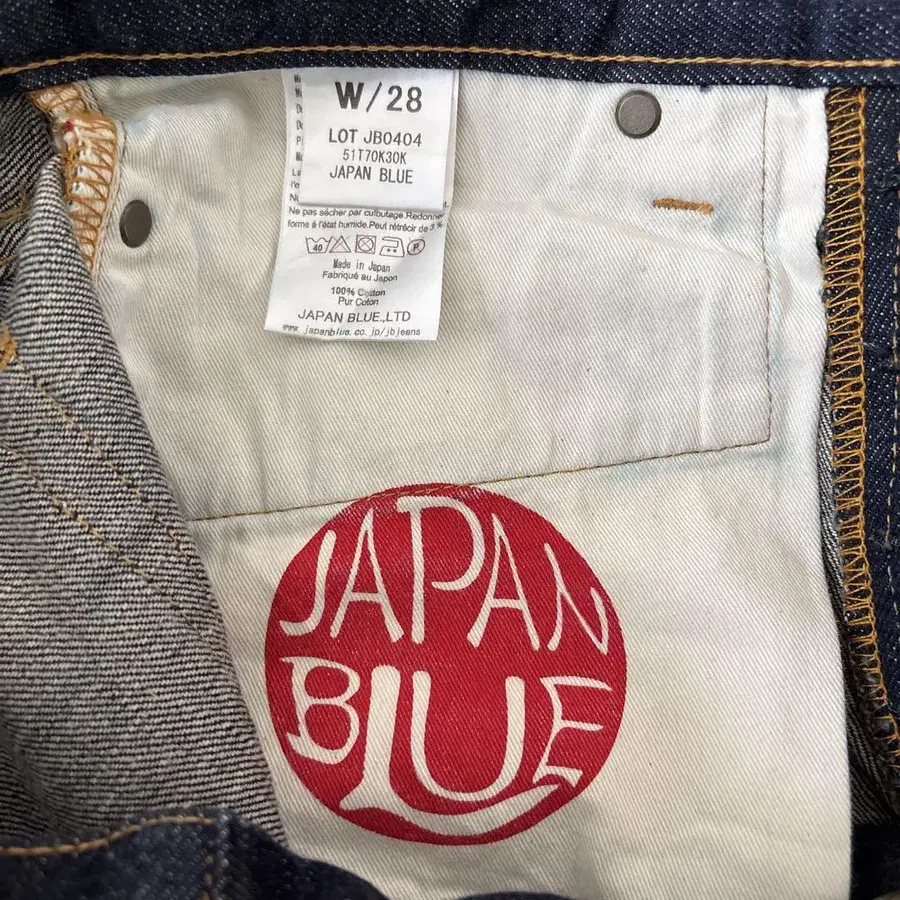 W/28
LOT JB0404
51T70K30K
JAPAN BLUE
Ne pas sécher par culbutage. Redonner
forme à l'état humide. Peut rétrécir de 3 %
40 P
Made in Japan
Fabriqué au Japon
100% Cotton
Pur Coton
JAPAN BLUE.,LTD
www.japanblue.co.jp/jbjeans
JAPAN
BLUE